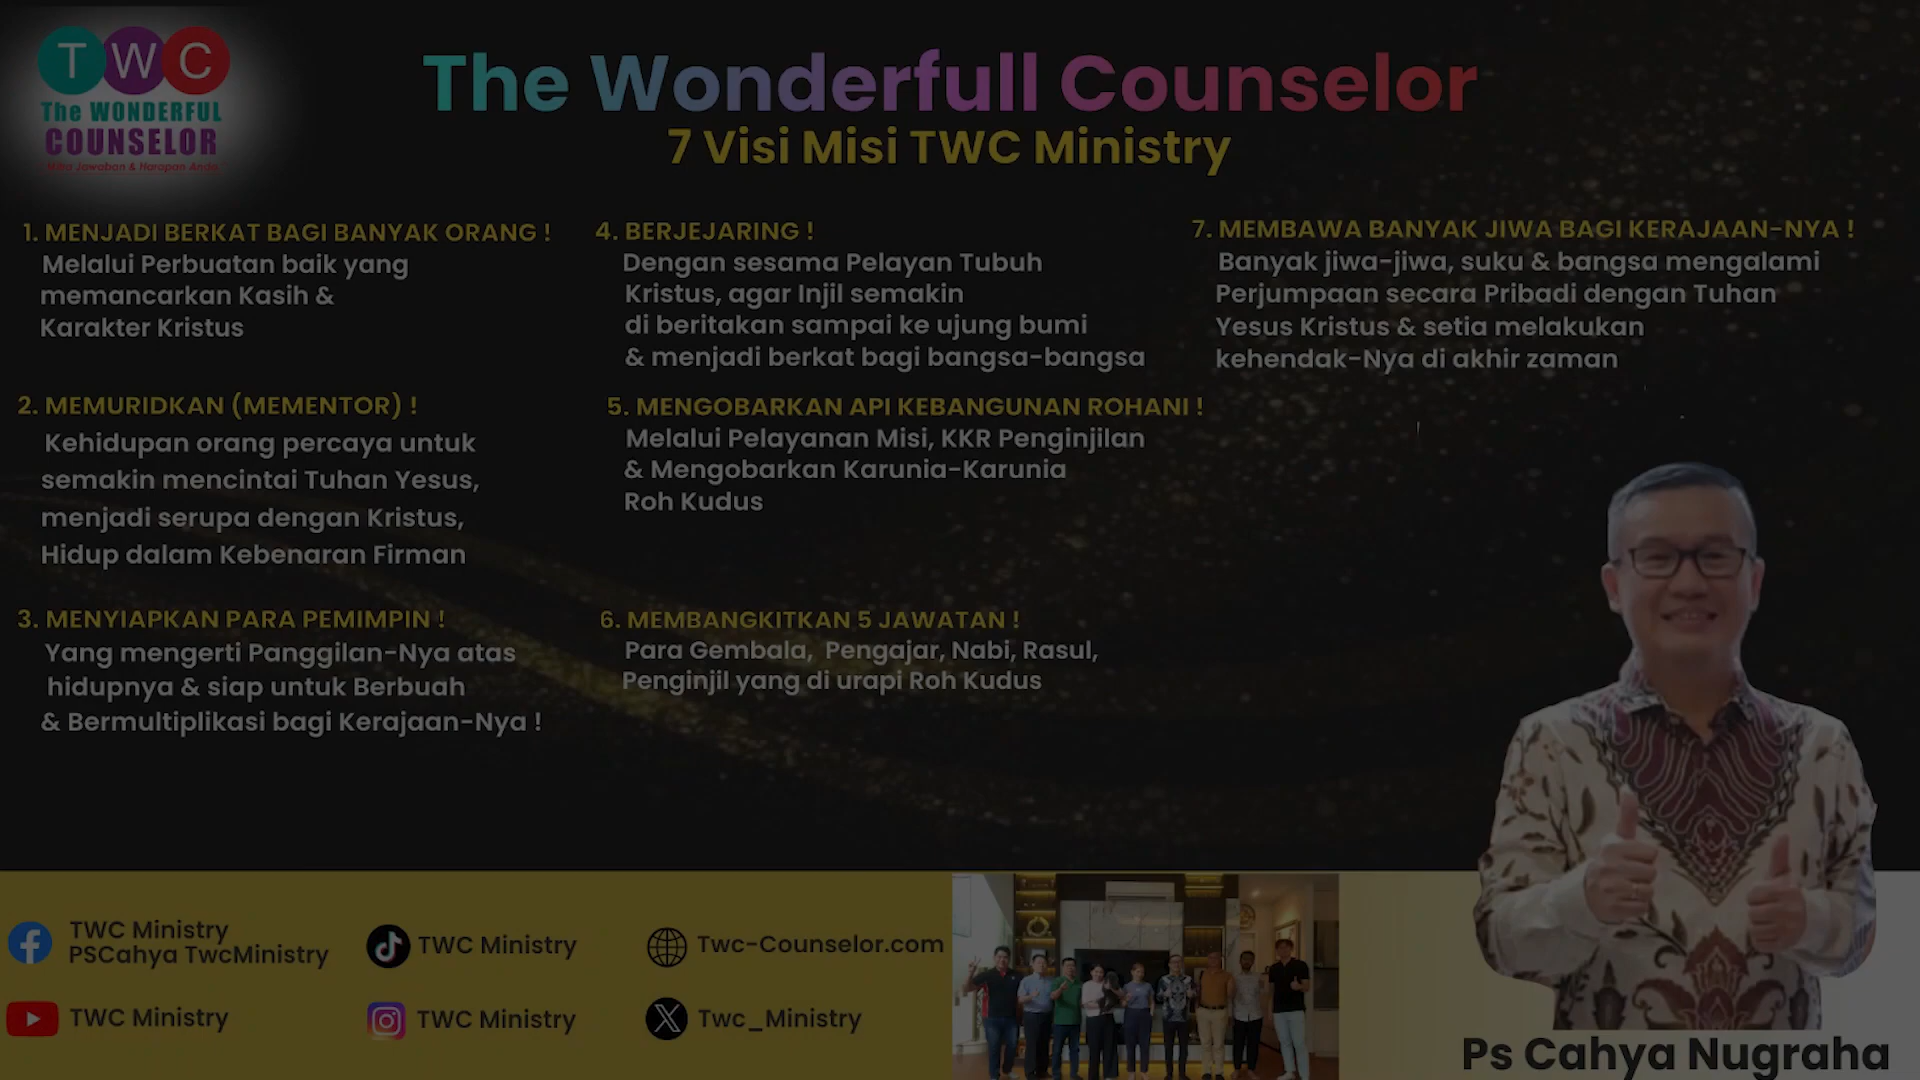 TWC
The WONDERFUL
COUNSELOR
The Wonderfull Counselor
7 Visi Misi TWC Ministry
1. MENJADI BERKAT BAGI BANYAK ORANG !
Melalui Perbuatan baik yang
memancarkan Kasih &
Karakter Kristus
2. MEMURIDKAN (MEMENTOR) !
Kehidupan orang percaya untuk
semakin mencintai Tuhan Yesus,
menjadi serupa dengan Kristus,
Hidup dalam Kebenaran Firman
3. MENYIAPKAN PARA PEMIMPIN !
Yang mengerti Panggilan-Nya atas
hidupnya & siap untuk Berbuah
& Bermultiplikasi bagi Kerajaan-Nya !
4. BERJEJARING !
Dengan sesama Pelayan Tubuh
Kristus, agar Injil semakin
di beritakan sampai ke ujung bumi
& menjadi berkat bagi bangsa-bangsa
5. MENGOBARKAN API KEBANGUNAN ROHANI !
Melalui Pelayanan Misi, KKR Penginjilan
& Mengobarkan Karunia-Karunia
Roh Kudus
6. MEMBANGKITKAN 5 JAWATAN !
Para Gembala, Pengajar, Nabi, Rasul,
Penginjil yang di urapi Roh Kudus
7. MEMBAWA BANYAK JIWA BAGI KERAJAAN-NYA !
Banyak jiwa-jiwa, suku & bangsa mengalami
Perjumpaan secara Pribadi dengan Tuhan
Yesus Kristus & setia melakukan
kehendak-Nya di akhir zaman
TWC Ministry
PSCahya TwcMinistry
TWC Ministry
Twc-Counselor.com
TWC Ministry
TWC Ministry
Twc_Ministry
Ps Cahya Nugraha